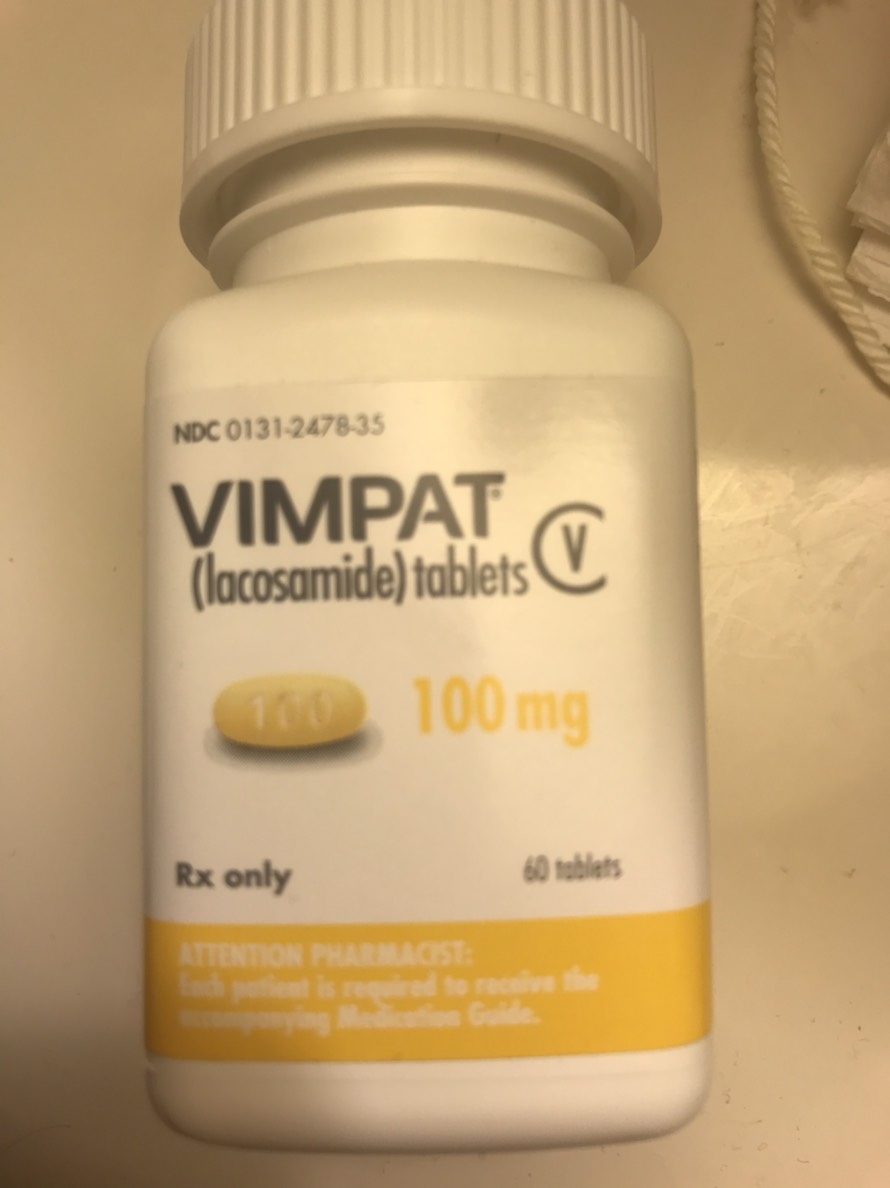 NDC 0131-2478-35
VIMPAT®
(lacosamide) tablets CV
100 100 mg
Rx only 60 tablets
ATTENTION PHARMACIST:
Each patient is required to receive the
accompanying Medication Guide.